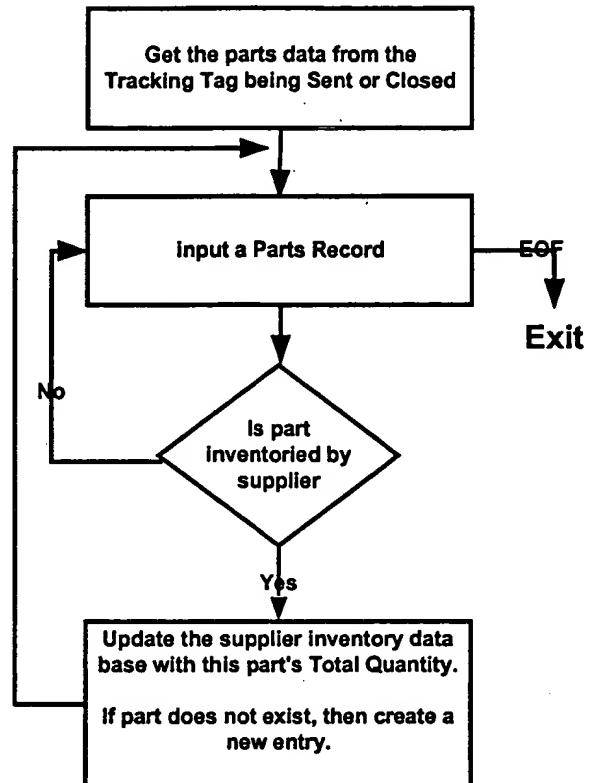 Get the parts data from the
Tracking Tag being Sent or Closed
input a Parts Record
EOF
Exit
No
Is part
inventoried by
supplier
Yes
Update the supplier inventory data
base with this part's Total Quantity.
If part does not exist, then create a
new entry.